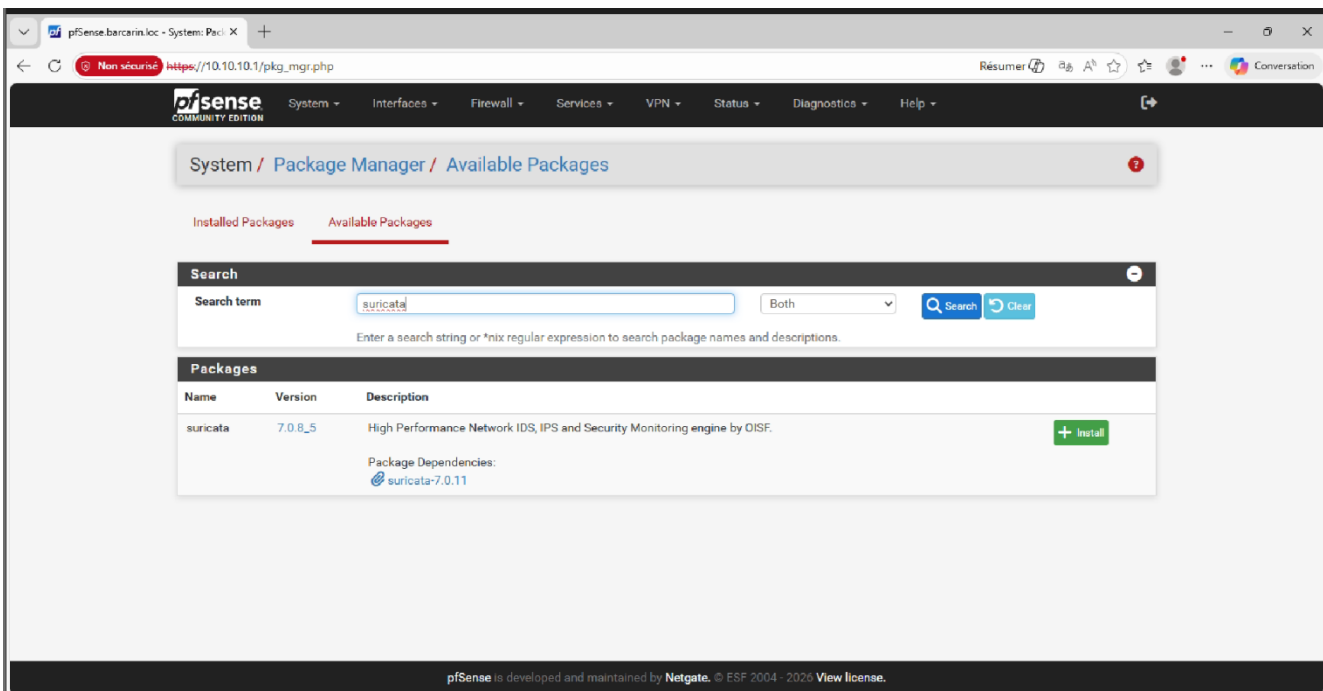 pfSense.barcarin.loc - System: Pac
Non sécurisé https://10.10.10.1/pkg_mgr.php Résumer Conversation
pfsense COMMUNITY EDITION System Interfaces Firewall Services VPN Status Diagnostics Help
System / Package Manager / Available Packages
Installed Packages Available Packages
Search
Search term suricata Both Search Clear
Enter a search string or *nix regular expression to search package names and descriptions.
Packages
Name Version Description
suricata 7.0.8_5 High Performance Network IDS, IPS and Security Monitoring engine by OISF. Install
Package Dependencies:
suricata-7.0.11
pfSense is developed and maintained by Netgate. © ESF 2004 - 2026 View license.